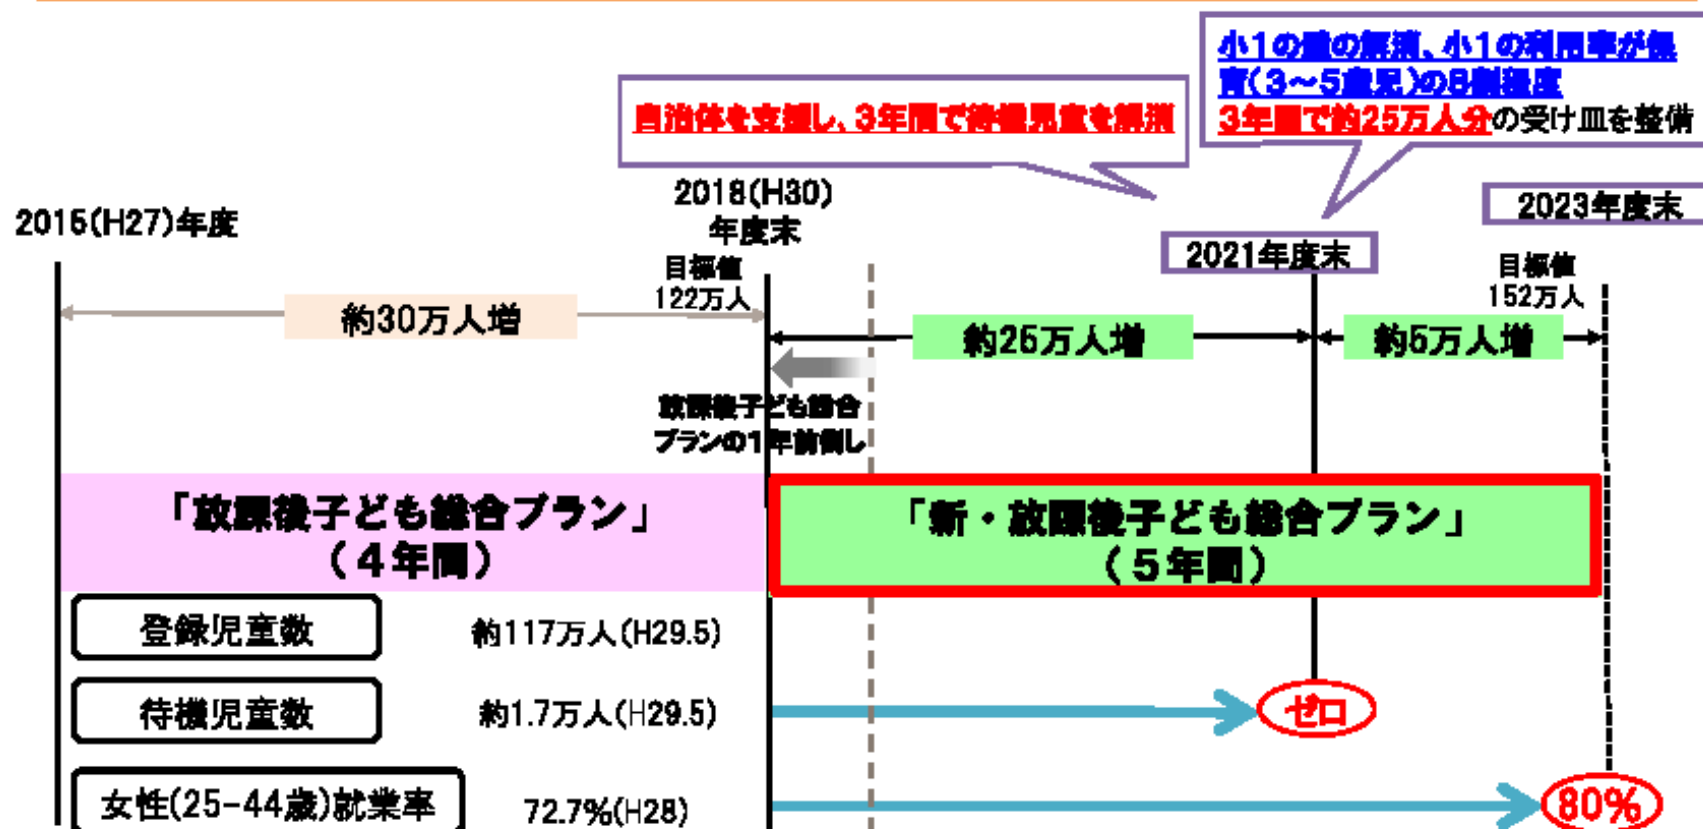 小1の壁の解消、小1の利用率が保
育(3～5歳児)の8割程度
3年間で約25万人分の受け皿を整備
自治体を支援し、3年間で待機児童を解消
2015(H27)年度
2018(H30)
年度末
目標値
122万人
2021年度末
2023年度末
目標値
152万人
約30万人増
約25万人増
約5万人増
放課後子ども総合
プランの1年前倒し
「放課後子ども総合プラン」
(4年間)
「新・放課後子ども総合プラン」
(5年間)
登録児童数
約117万人(H29.5)
待機児童数
約1.7万人(H29.5)
ゼロ
女性(25-44歳)就業率
72.7%(H28)
80%